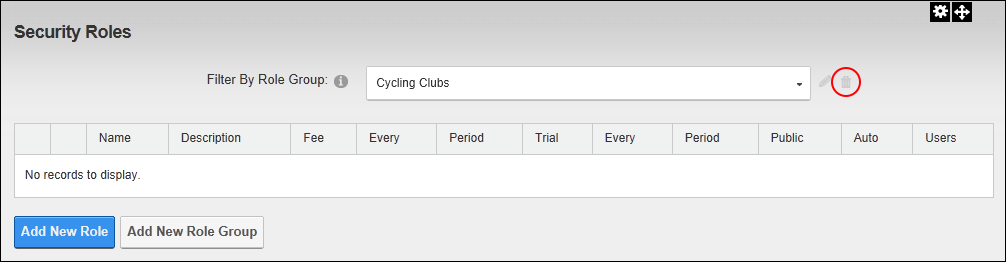 Security Roles
Filter By Role Group:
Cycling Clubs
Name Description Fee Every Period Trial Every Period Public Auto Users
No records to display.
Add New Role Add New Role Group